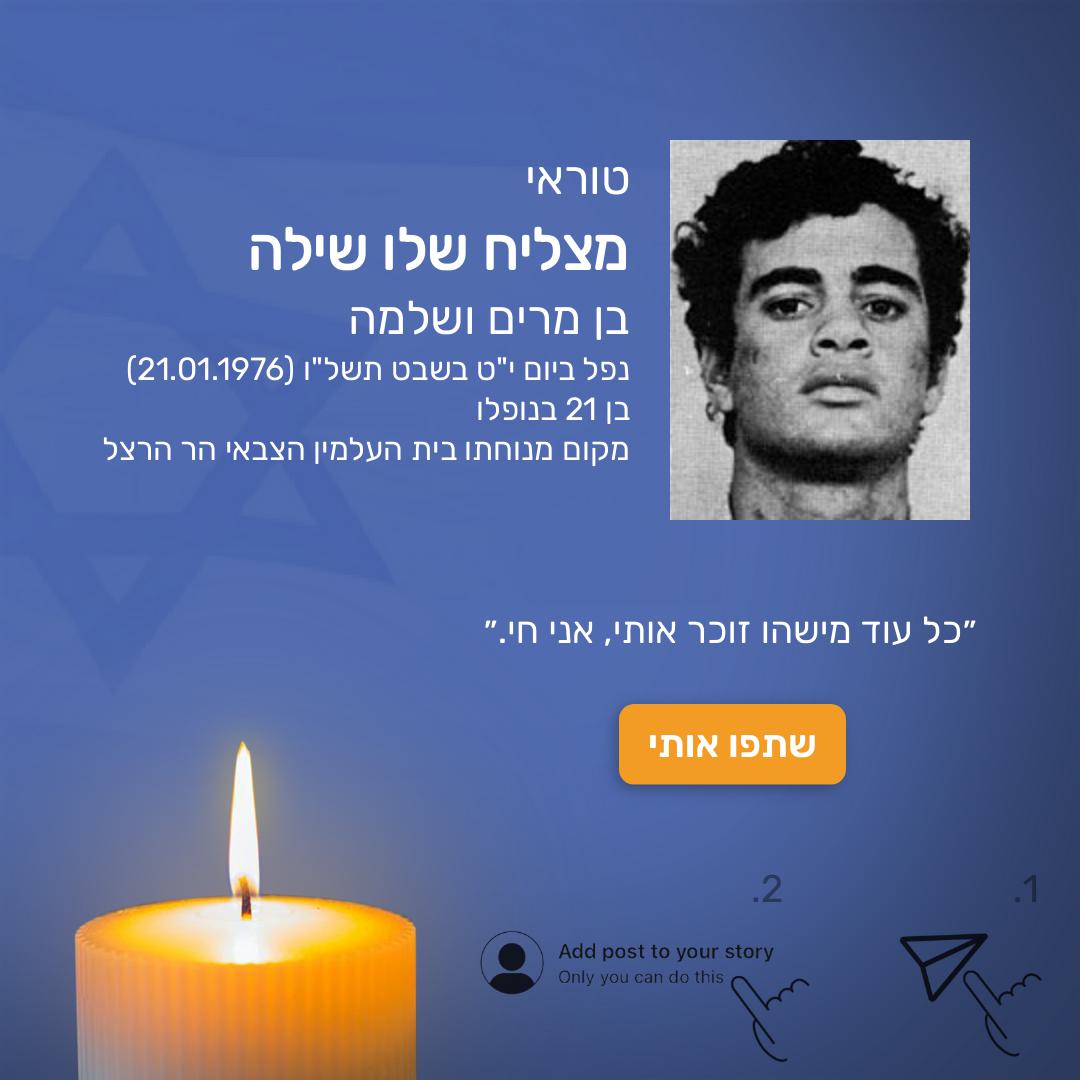 טוראי
מצליח שלו שילה
בן מרים ושלמה
נפל ביום י"ט בשבט תשל"ו (21.01.1976)
בן 21 בנופלו
מקום מנוחתו בית העלמין הצבאי הר הרצל
״כל עוד מישהו זוכר אותי, אני חי.״
שתפו אותי
.1
.2
Add post to your story
Only you can do this